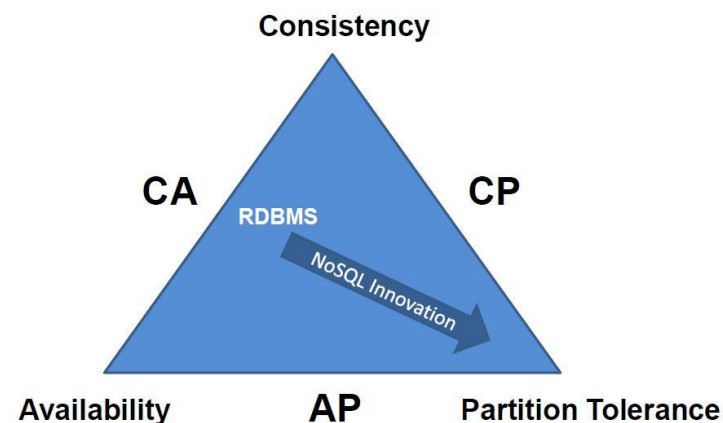 Consistency
CA
CP
RDBMS
NoSQL Innovation
Availability
AP
Partition Tolerance